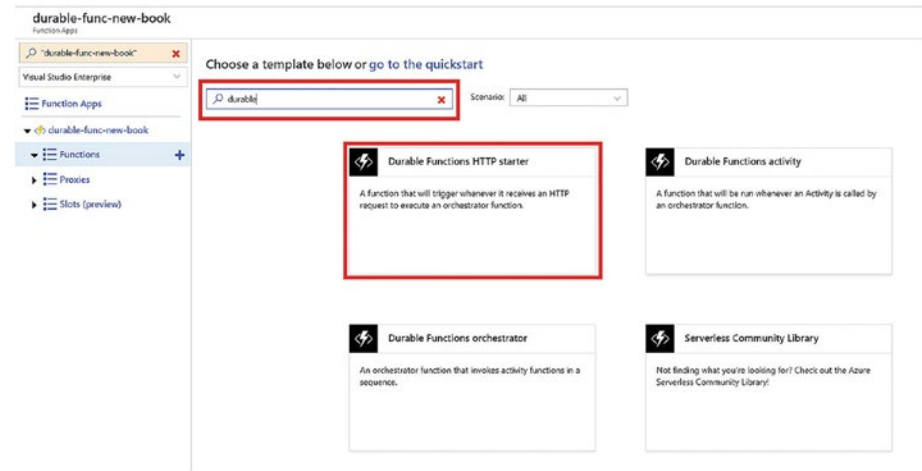 durable-func-new-book
Function Apps
"durable-func-new-book"
Visual Studio Enterprise
Function Apps
durable-func-new-book
Functions
Proxies
Slots (preview)
Choose a template below or go to the quickstart
durable
Scenario: All
Durable Functions HTTP starter
A function that will trigger whenever it receives an HTTP
request to execute an orchestrator function.
Durable Functions activity
A function that will be run whenever an Activity is called by
an orchestrator function.
Durable Functions orchestrator
An orchestrator function that invokes activity functions in a
sequence.
Serverless Community Library
Not finding what you're looking for? Check out the Azure
Serverless Community Library!